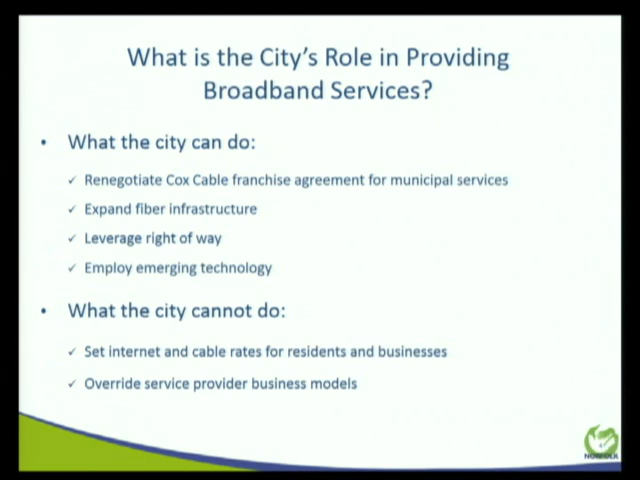 What is the City's Role in Providing
Broadband Services?
• What the city can do:
✓ Renegotiate Cox Cable franchise agreement for municipal services
✓ Expand fiber infrastructure
✓ Leverage right of way
✓ Employ emerging technology
• What the city cannot do:
✓ Set internet and cable rates for residents and businesses
✓ Override service provider business models
NORFOLK